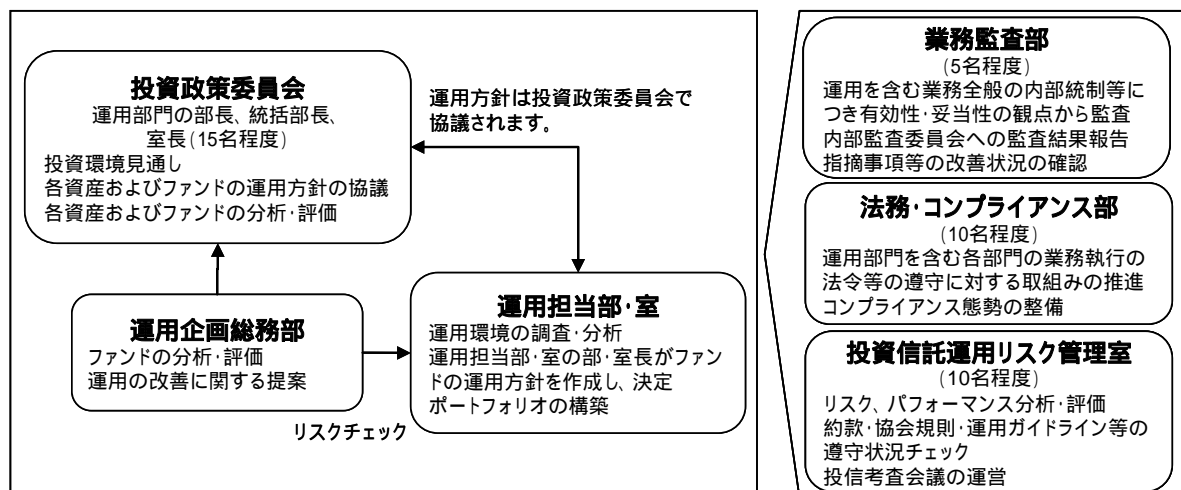 投資政策委員会
運用部門の部長、統括部長、
室長(15名程度)
投資環境見通し
各資産およびファンドの運用方針の協議
各資産およびファンドの分析・評価
運用方針は投資政策委員会で
協議されます。
運用企画総務部
ファンドの分析・評価
運用の改善に関する提案
リスクチェック
運用担当部・室
運用環境の調査・分析
運用担当部・室の部・室長がファン
ドの運用方針を作成し、決定
ポートフォリオの構築
業務監査部
(5名程度)
運用を含む業務全般の内部統制等に
つき有効性・妥当性の観点から監査
内部監査委員会への監査結果報告
指摘事項等の改善状況の確認
法務・コンプライアンス部
(10名程度)
運用部門を含む各部門の業務執行の
法令等の遵守に対する取組みの推進
コンプライアンス態勢の整備
投資信託運用リスク管理室
(10名程度)
リスク、パフォーマンス分析・評価
約款・協会規則・運用ガイドライン等の
遵守状況チェック
投信考査会議の運営